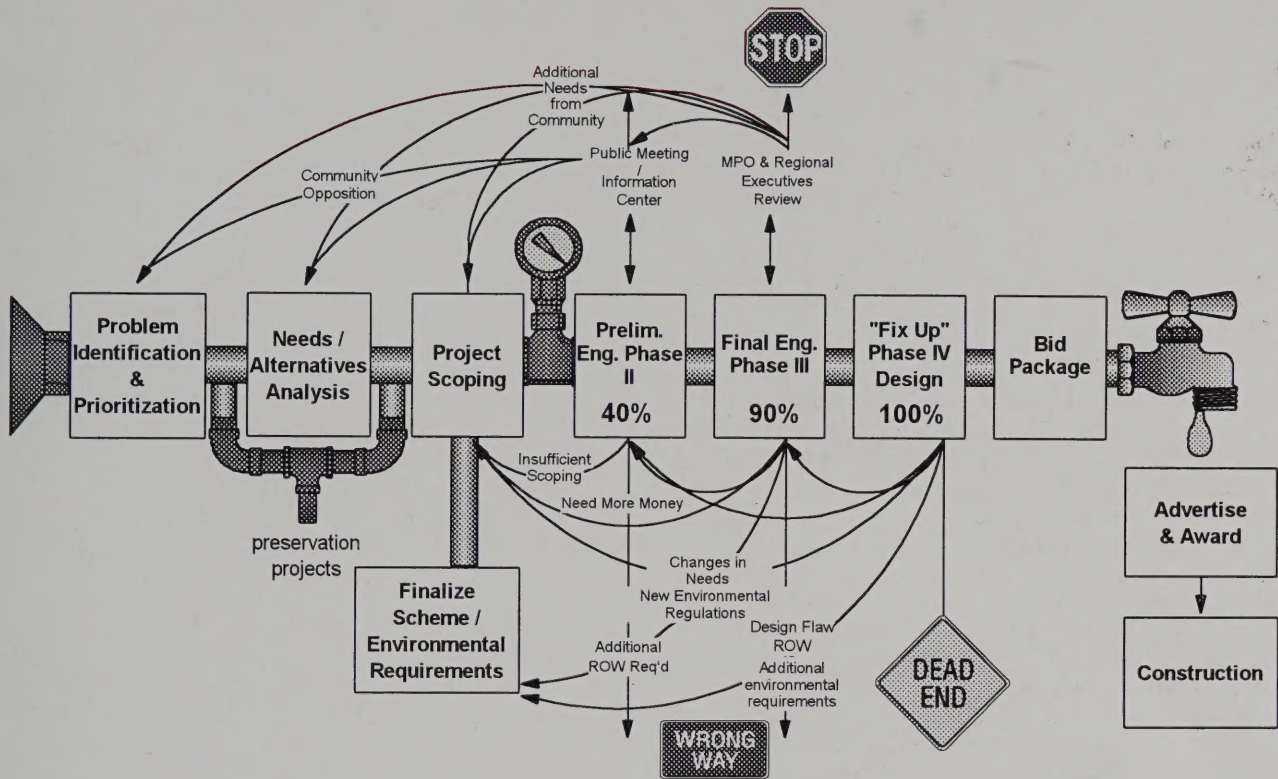 STOP
Additional
Needs
from
Community
Community
Opposition
Public Meeting
/
Information
Center
MPO & Regional
Executives
Review
Problem
Identification
&
Prioritization
Needs /
Alternatives
Analysis
Project
Scoping
Prelim.
Eng. Phase
II
40%
Final Eng.
Phase III
90%
"Fix Up"
Phase IV
Design
100%
Bid
Package
preservation
projects
Insufficient
Scoping
Need More Money
Changes in
Needs
New Environmental
Regulations
Additional
ROW Req'd
Design Flaw
ROW
Additional
environmental
requirements
Finalize
Scheme /
Environmental
Requirements
WRONG
WAY
DEAD
END
Advertise
& Award
Construction